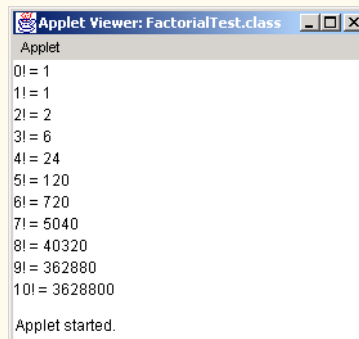 Applet Viewer: FactorialTest.class
Applet
0! = 1
1! = 1
2! = 2
3! = 6
4! = 24
5! = 120
6! = 720
7! = 5040
8! = 40320
9! = 362880
10! = 3628800
Applet started.